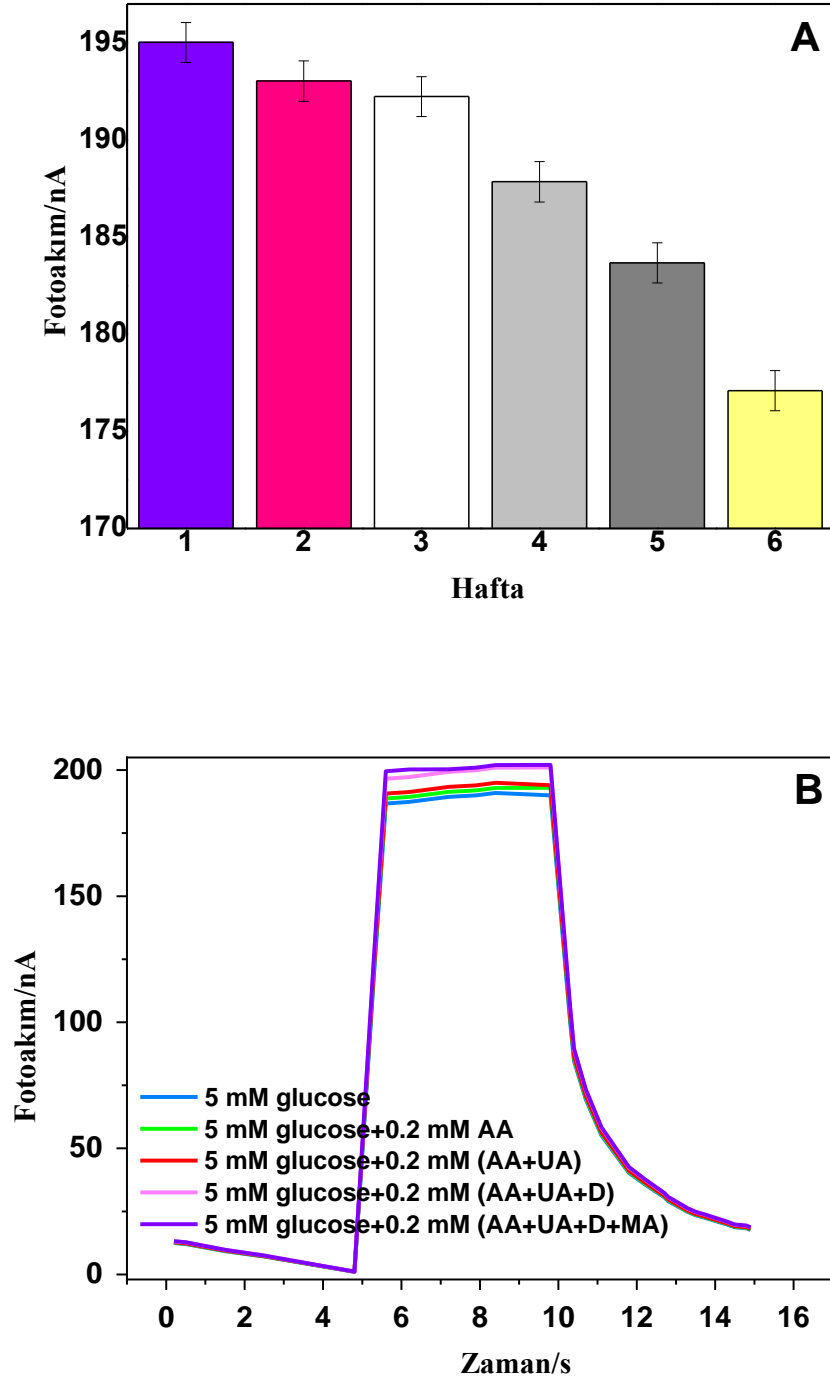 A
195
190
185
180
175
170
Fotoakım/nA
1 2 3 4 5 6
Hafta
B
200
150
100
50
0
Fotoakım/nA
5 mM glucose
5 mM glucose+0.2 mM AA
5 mM glucose+0.2 mM (AA+UA)
5 mM glucose+0.2 mM (AA+UA+D)
5 mM glucose+0.2 mM (AA+UA+D+MA)
0 2 4 6 8 10 12 14 16
Zaman/s